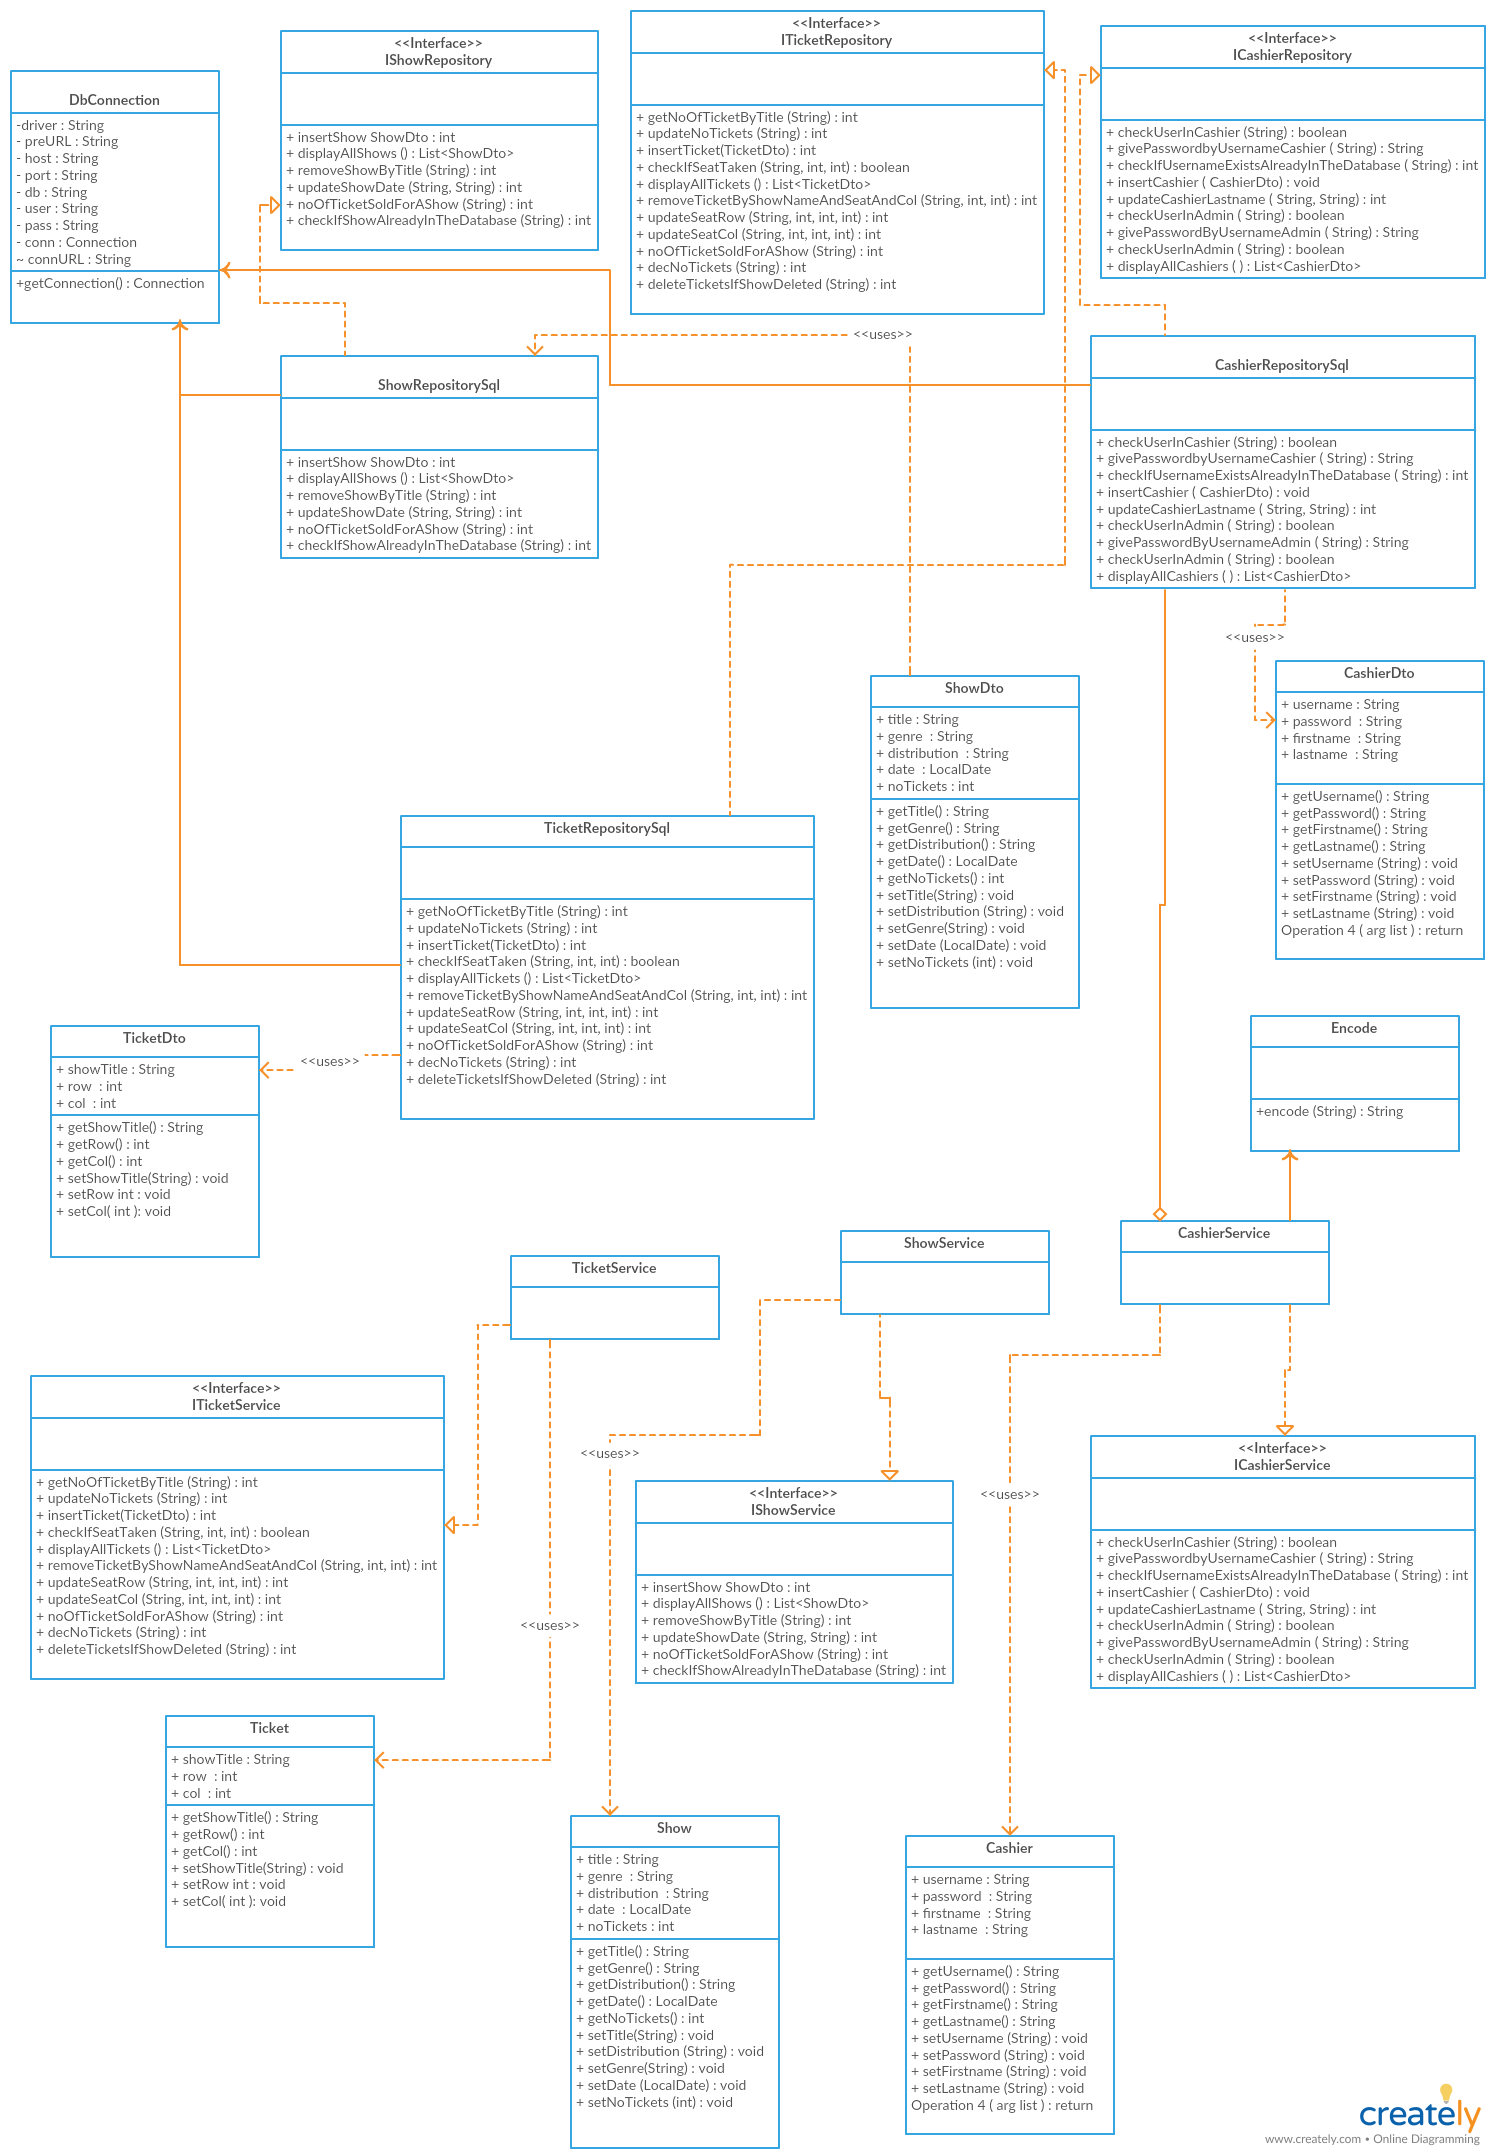 DbConnection
-driver : String
- preURL : String
- host : String
- port : String
- db : String
- user : String
- pass : String
- conn : Connection
~ connURL : String
+getConnection() : Connection
<<Interface>>
IShowRepository
+ insertShow ShowDto : int
+ displayAllShows () : List<ShowDto>
+ removeShowByTitle (String) : int
+ updateShowDate (String, String) : int
+ noOfTicketSoldForAShow (String) : int
+ checkIfShowAlreadyInTheDatabase (String) : int
<<Interface>>
ITicketRepository
+ getNoOfTicketByTitle (String) : int
+ updateNoTickets (String) : int
+ insertTicket(TicketDto) : int
+ checkIfSeatTaken (String, int, int) : boolean
+ displayAllTickets () : List<TicketDto>
+ removeTicketByShowNameAndSeatAndCol (String, int, int) : int
+ updateSeatRow (String, int, int, int) : int
+ updateSeatCol (String, int, int, int) : int
+ noOfTicketSoldForAShow (String) : int
+ decNoTickets (String) : int
+ deleteTicketsIfShowDeleted (String) : int
<<Interface>>
ICashierRepository
+ checkUserInCashier (String) : boolean
+ givePasswordbyUsernameCashier ( String) : String
+ checkIfUsernameExistsAlreadyInTheDatabase ( String) : int
+ insertCashier ( CashierDto) : void
+ updateCashierLastname ( String, String) : int
+ checkUserInAdmin ( String) : boolean
+ givePasswordByUsernameAdmin ( String) : String
+ checkUserInAdmin ( String) : boolean
+ displayAllCashiers ( ) : List<CashierDto>
<<uses>>
ShowRepositorySql
+ insertShow ShowDto : int
+ displayAllShows () : List<ShowDto>
+ removeShowByTitle (String) : int
+ updateShowDate (String, String) : int
+ noOfTicketSoldForAShow (String) : int
+ checkIfShowAlreadyInTheDatabase (String) : int
CashierRepositorySql
+ checkUserInCashier (String) : boolean
+ givePasswordbyUsernameCashier ( String) : String
+ checkIfUsernameExistsAlreadyInTheDatabase ( String) : int
+ insertCashier ( CashierDto) : void
+ updateCashierLastname ( String, String) : int
+ checkUserInAdmin ( String) : boolean
+ givePasswordByUsernameAdmin ( String) : String
+ checkUserInAdmin ( String) : boolean
+ displayAllCashiers ( ) : List<CashierDto>
<<uses>>
CashierDto
+ username : String
+ password  : String
+ firstname  : String
+ lastname  : String
+ getUsername() : String
+ getPassword() : String
+ getFirstname() : String
+ getLastname() : String
+ setUsername (String) : void
+ setPassword (String) : void
+ setFirstname (String) : void
+ setLastname (String) : void
Operation 4 ( arg list ) : return
ShowDto
+ title : String
+ genre  : String
+ distribution  : String
+ date  : LocalDate
+ noTickets : int
+ getTitle() : String
+ getGenre() : String
+ getDistribution() : String
+ getDate() : LocalDate
+ getNoTickets() : int
+ setTitle(String) : void
+ setDistribution (String) : void
+ setGenre(String) : void
+ setDate (LocalDate) : void
+ setNoTickets (int) : void
TicketRepositorySql
+ getNoOfTicketByTitle (String) : int
+ updateNoTickets (String) : int
+ insertTicket(TicketDto) : int
+ checkIfSeatTaken (String, int, int) : boolean
+ displayAllTickets () : List<TicketDto>
+ removeTicketByShowNameAndSeatAndCol (String, int, int) : int
+ updateSeatRow (String, int, int, int) : int
+ updateSeatCol (String, int, int, int) : int
+ noOfTicketSoldForAShow (String) : int
+ decNoTickets (String) : int
+ deleteTicketsIfShowDeleted (String) : int
TicketDto
+ showTitle : String
+ row  : int
+ col  : int
+ getShowTitle() : String
+ getRow() : int
+ getCol() : int
+ setShowTitle(String) : void
+ setRow int : void
+ setCol( int ): void
<<uses>>
Encode
+encode (String) : String
CashierService
ShowService
TicketService
<<Interface>>
ITicketService
+ getNoOfTicketByTitle (String) : int
+ updateNoTickets (String) : int
+ insertTicket(TicketDto) : int
+ checkIfSeatTaken (String, int, int) : boolean
+ displayAllTickets () : List<TicketDto>
+ removeTicketByShowNameAndSeatAndCol (String, int, int) : int
+ updateSeatRow (String, int, int, int) : int
+ updateSeatCol (String, int, int, int) : int
+ noOfTicketSoldForAShow (String) : int
+ decNoTickets (String) : int
+ deleteTicketsIfShowDeleted (String) : int
<<uses>>
<<uses>>
<<Interface>>
IShowService
+ insertShow ShowDto : int
+ displayAllShows () : List<ShowDto>
+ removeShowByTitle (String) : int
+ updateShowDate (String, String) : int
+ noOfTicketSoldForAShow (String) : int
+ checkIfShowAlreadyInTheDatabase (String) : int
<<uses>>
<<Interface>>
ICashierService
+ checkUserInCashier (String) : boolean
+ givePasswordbyUsernameCashier ( String) : String
+ checkIfUsernameExistsAlreadyInTheDatabase ( String) : int
+ insertCashier ( CashierDto) : void
+ updateCashierLastname ( String, String) : int
+ checkUserInAdmin ( String) : boolean
+ givePasswordByUsernameAdmin ( String) : String
+ checkUserInAdmin ( String) : boolean
+ displayAllCashiers ( ) : List<CashierDto>
Ticket
+ showTitle : String
+ row  : int
+ col  : int
+ getShowTitle() : String
+ getRow() : int
+ getCol() : int
+ setShowTitle(String) : void
+ setRow int : void
+ setCol( int ): void
Show
+ title : String
+ genre  : String
+ distribution  : String
+ date  : LocalDate
+ noTickets : int
+ getTitle() : String
+ getGenre() : String
+ getDistribution() : String
+ getDate() : LocalDate
+ getNoTickets() : int
+ setTitle(String) : void
+ setDistribution (String) : void
+ setGenre(String) : void
+ setDate (LocalDate) : void
+ setNoTickets (int) : void
Cashier
+ username : String
+ password  : String
+ firstname  : String
+ lastname  : String
+ getUsername() : String
+ getPassword() : String
+ getFirstname() : String
+ getLastname() : String
+ setUsername (String) : void
+ setPassword (String) : void
+ setFirstname (String) : void
+ setLastname (String) : void
Operation 4 ( arg list ) : return
creately
www.creately.com • Online Diagramming